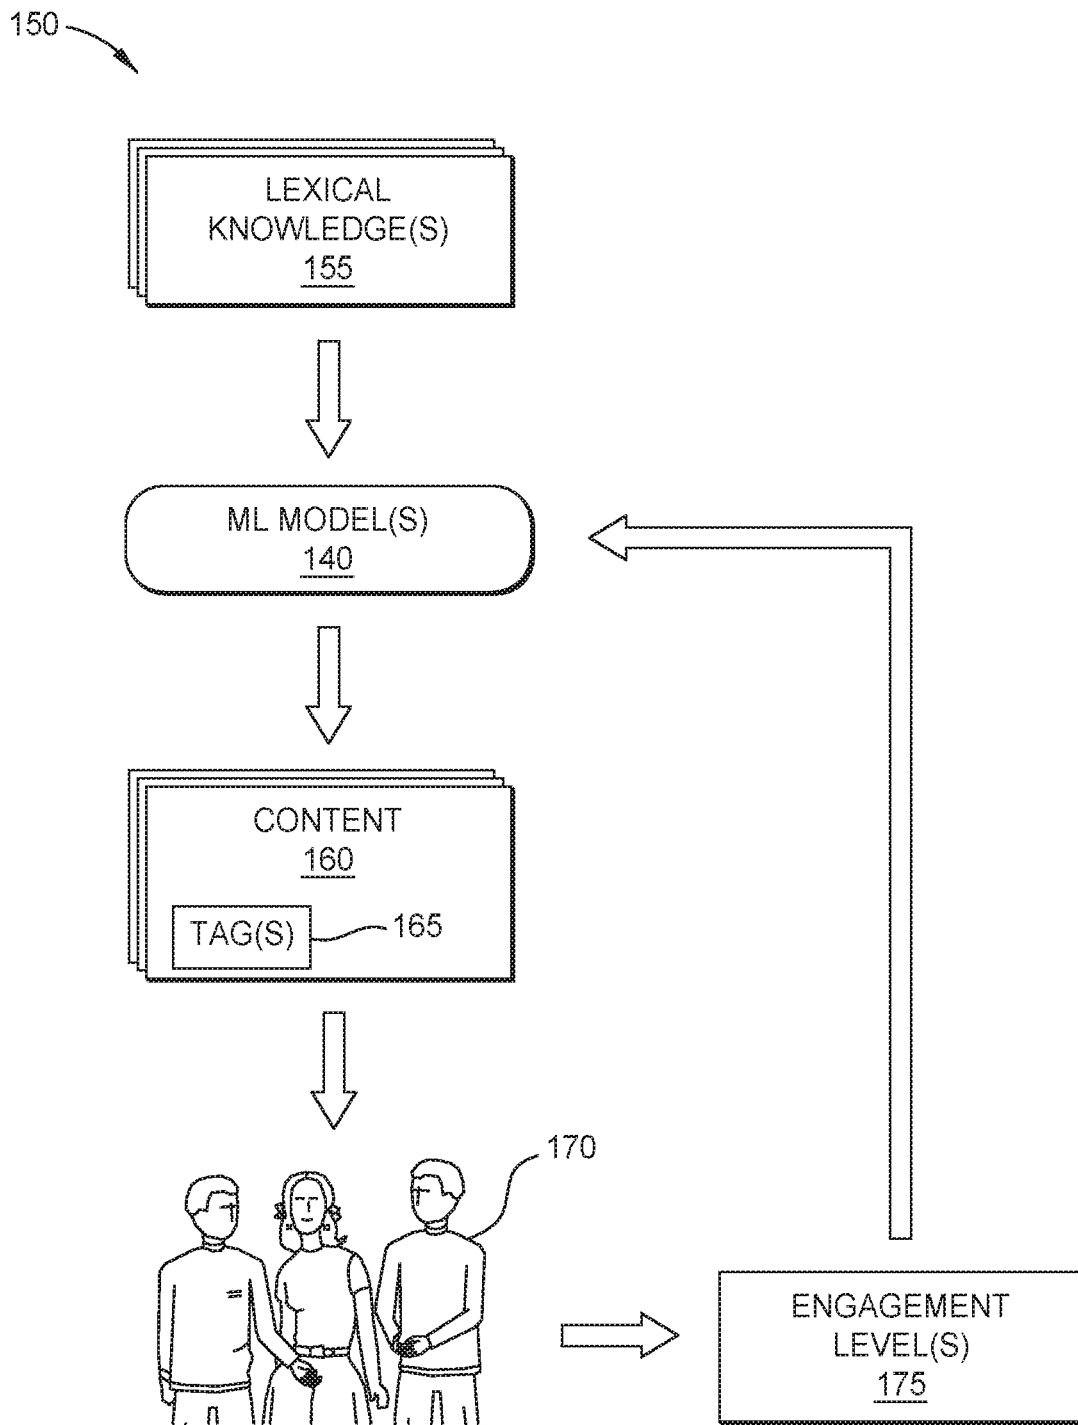 150
LEXICAL
KNOWLEDGE(S)
155
ML MODEL(S)
140
CONTENT
160
TAG(S)
165
170
ENGAGEMENT
LEVEL(S)
175